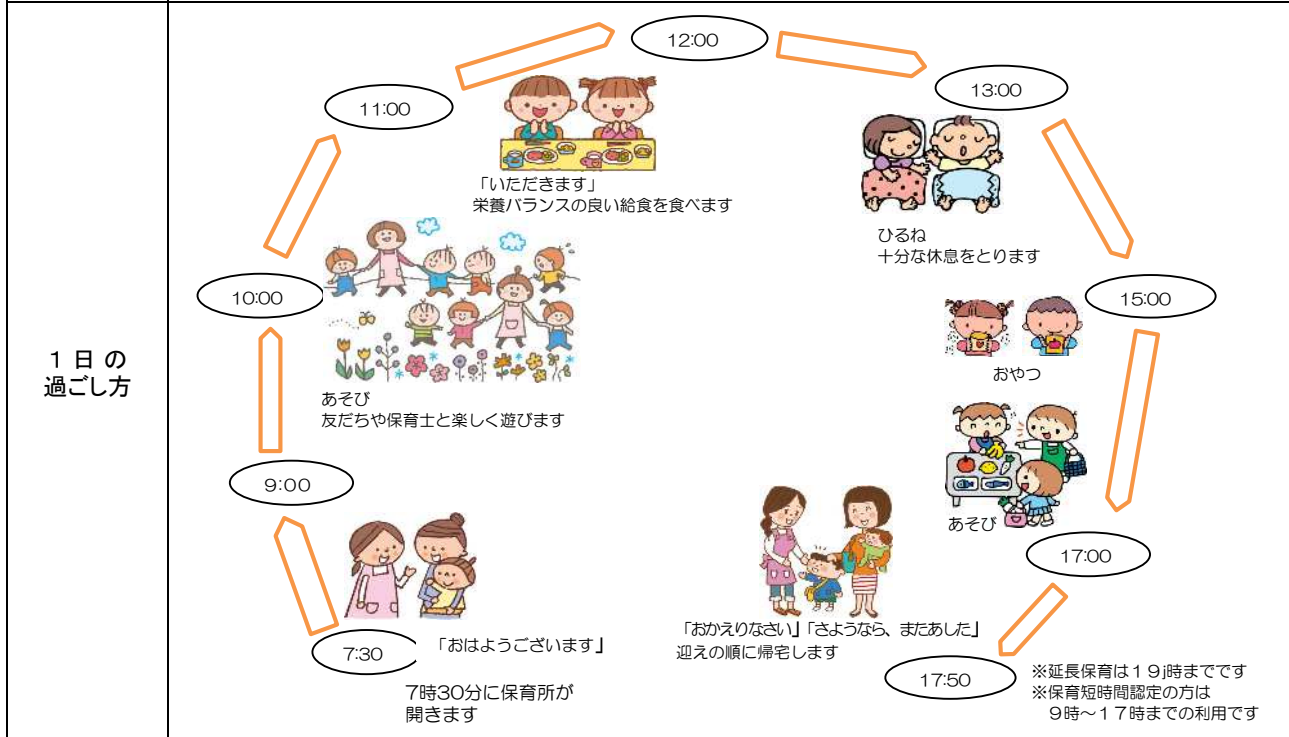 1日の
過ごし方
7:30
「おはようございます」
7時30分に保育所が
開きます
9:00
10:00
あそび
友だちや保育士と楽しく遊びます
11:00
「いただきます」
栄養バランスの良い給食を食べます
12:00
13:00
ひるね
十分な休息をとります
15:00
おやつ
あそび
17:00
「おかえりなさい」「さようなら、またあした」
迎えの順に帰宅します
17:50
※延長保育は19j時までです
※保育短時間認定の方は
9時～17時までの利用です